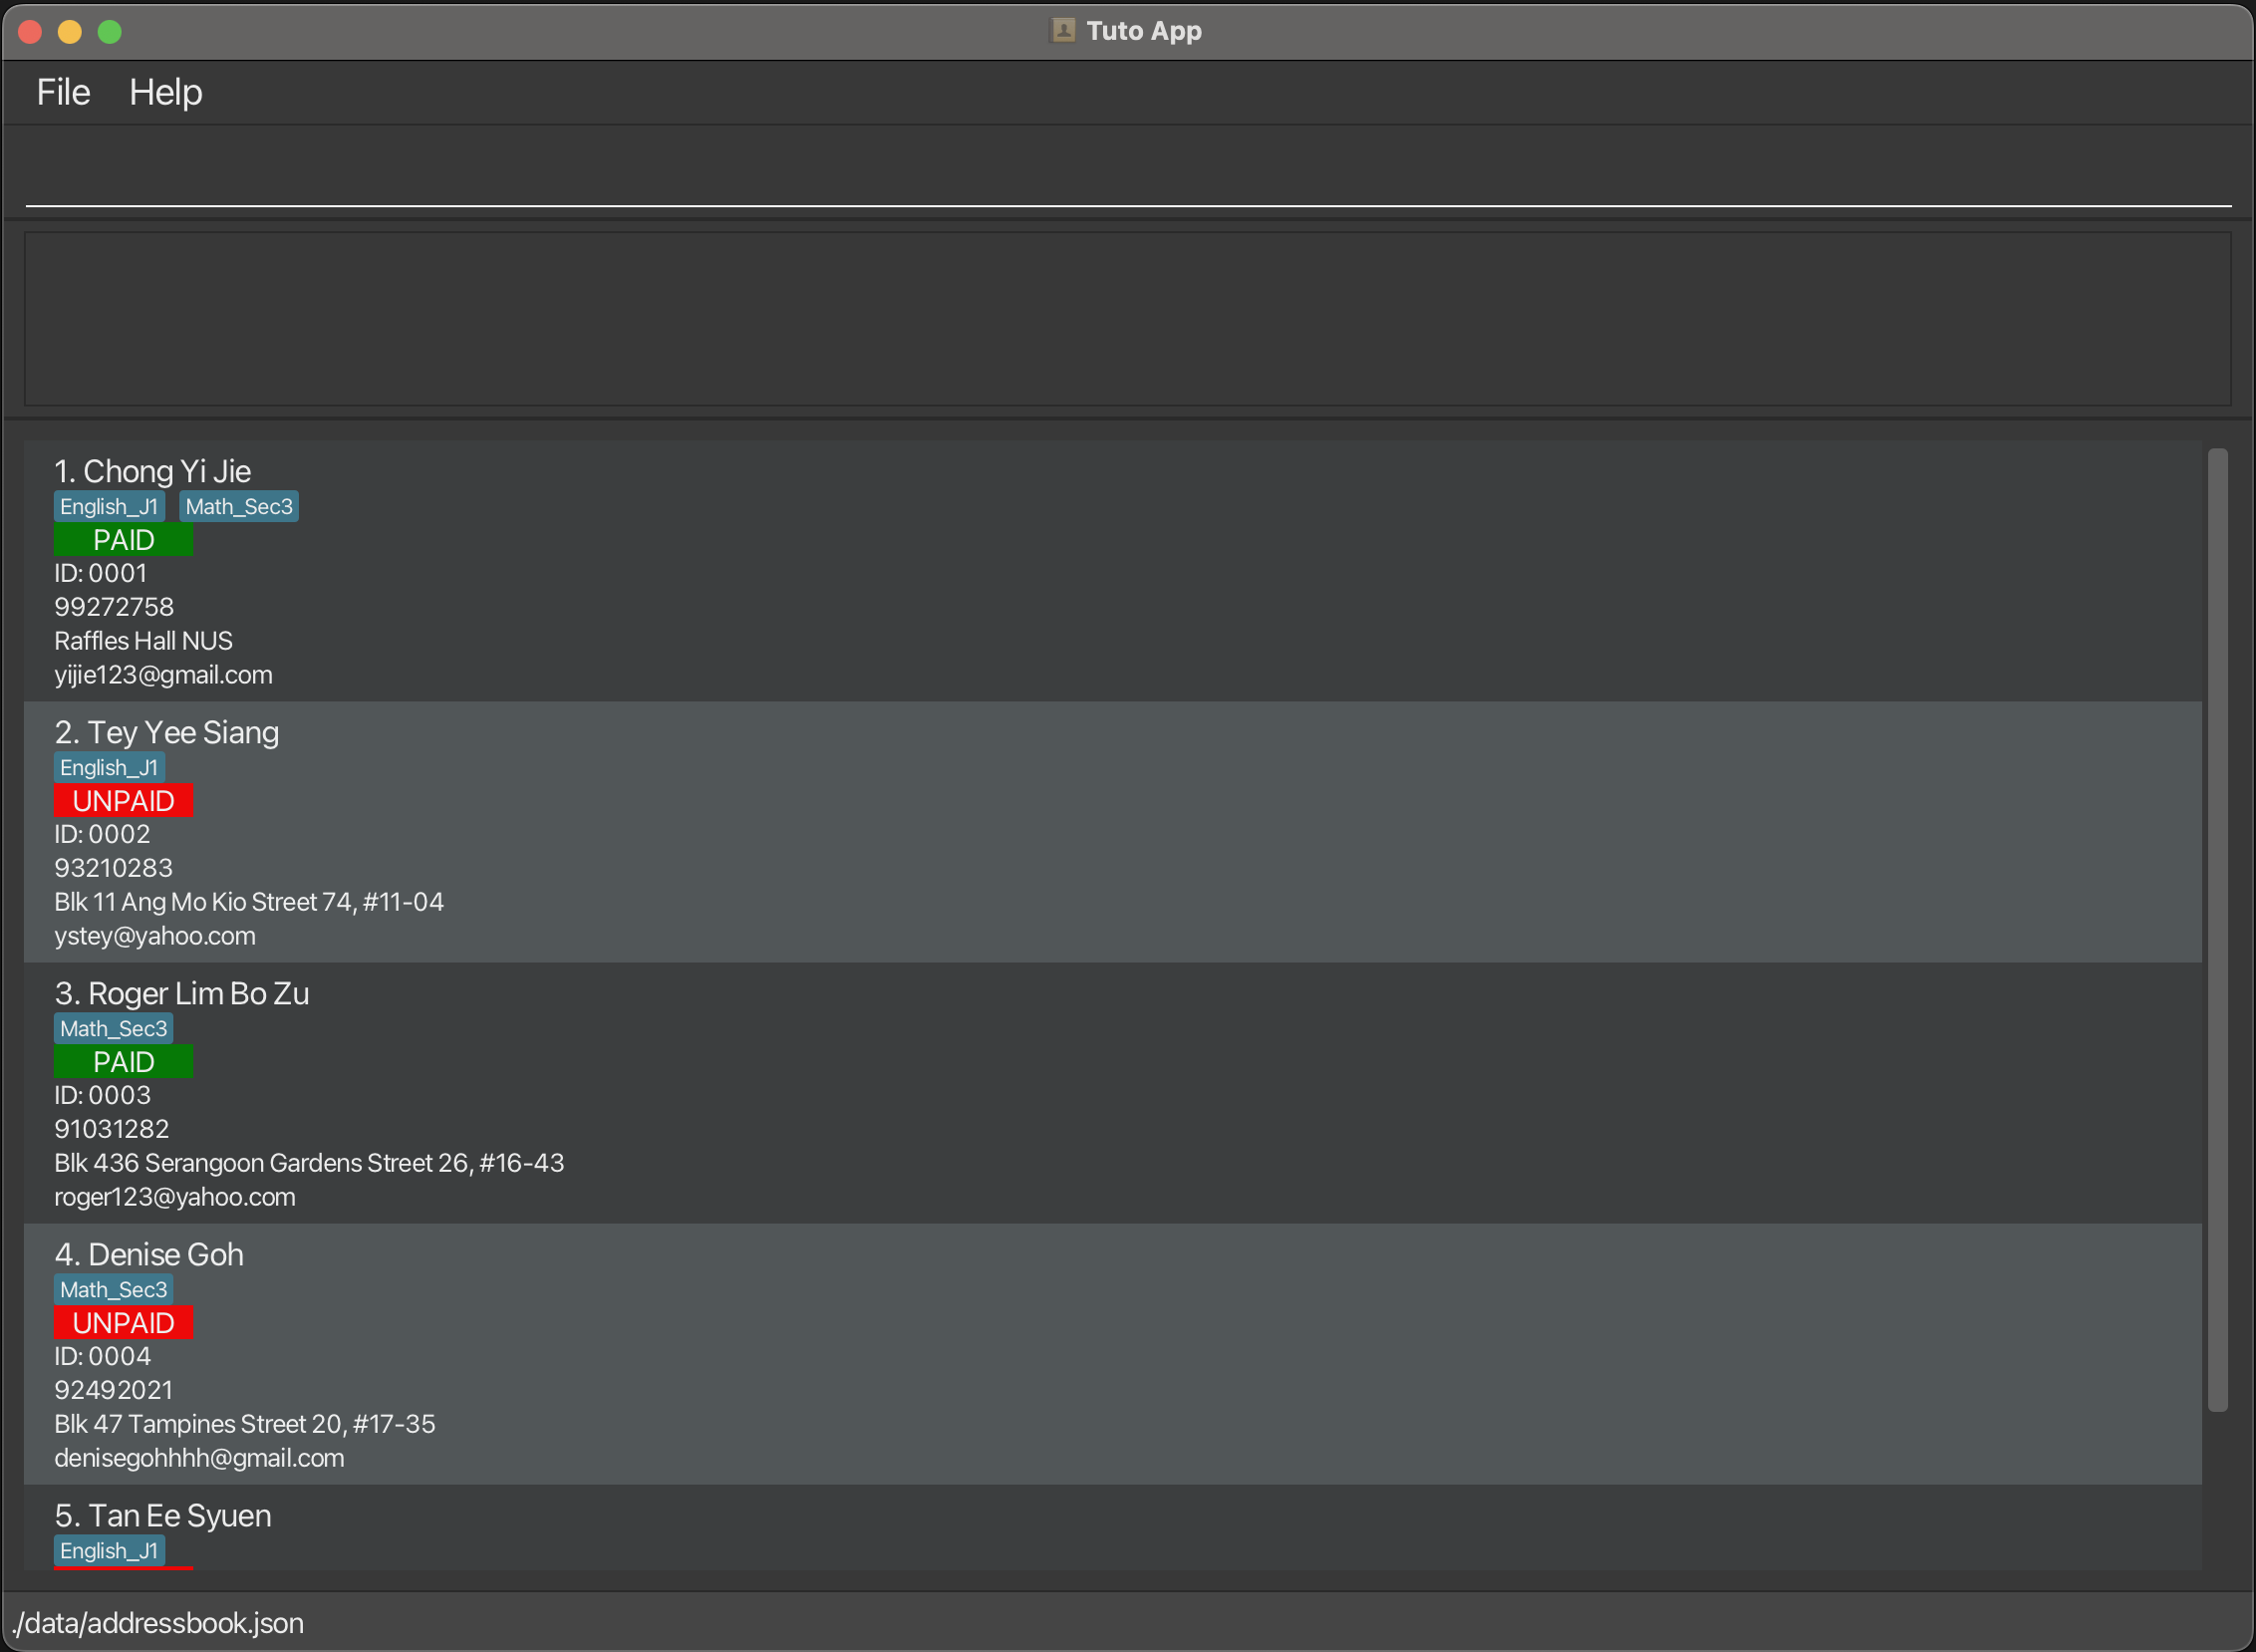 Tuto App
File Help
1. Chong Yi Jie
English_J1 Math_Sec3
PAID
ID: 0001
99272758
Raffles Hall NUS
yijie123@gmail.com
2. Tey Yee Siang
English_J1
UNPAID
ID: 0002
93210283
Blk 11 Ang Mo Kio Street 74, #11-04
ystey@yahoo.com
3. Roger Lim Bo Zu
Math_Sec3
PAID
ID: 0003
91031282
Blk 436 Serangoon Gardens Street 26, #16-43
roger123@yahoo.com
4. Denise Goh
Math_Sec3
UNPAID
ID: 0004
92492021
Blk 47 Tampines Street 20, #17-35
denisegohhhh@gmail.com
5. Tan Ee Syuen
English_J1
./data/addressbook.json